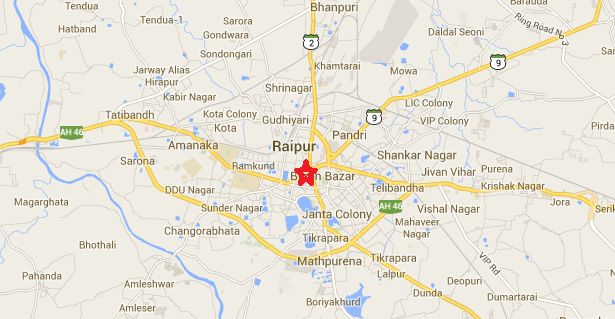 Bhanpuri
Tendua
Tendua-1
Sarora
Barauda
Hatband
Gondwara
Daldal Seoni
Ring Road No.3
2
Sondongari
Khamtarai
9
Jarway Alias
Hirapur
Mowa
Shrinagar
Kabir Nagar
LIC Colony
Tatibandh
Kota Colony
Gudhiyari
9
VIP Colony
Kota
AH 46
Pandri
Amanaka
Raipur
Shankar Nagar
Sarona
Ramkund
Jivan Vihar
Purena
Bazar
DDU Nagar
Telibandha
Krishak Nagar
Jora
Magarghata
Sunder Nagar
Janta Colony
AH 46
Vishal Nagar
Changorabhata
Mahaveer
Nagar
Bhothali
Tikrapara
Mathpurena
Tikrapara
VIP Rd
Pahanda
Amleshwar
Lalpur
Deopuri
Amleser
Boriyakhurd
Dunda
Dumartarai